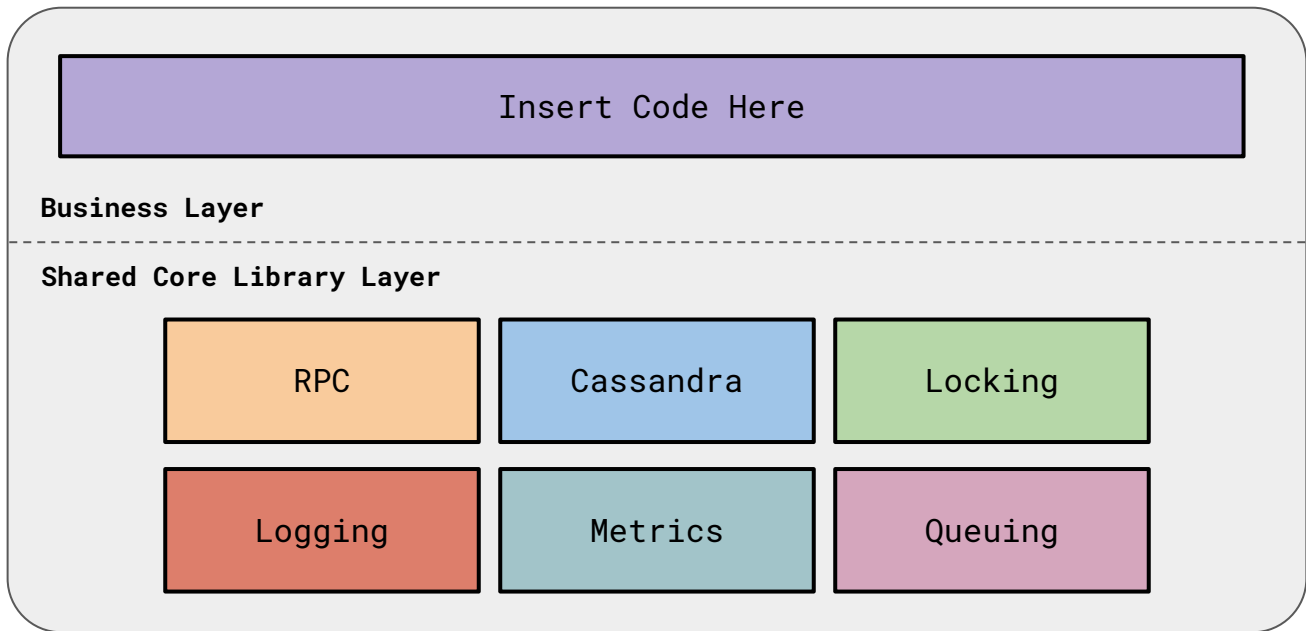 Insert Code Here
Business Layer
Shared Core Library Layer
RPC
Cassandra
Locking
Logging
Metrics
Queuing